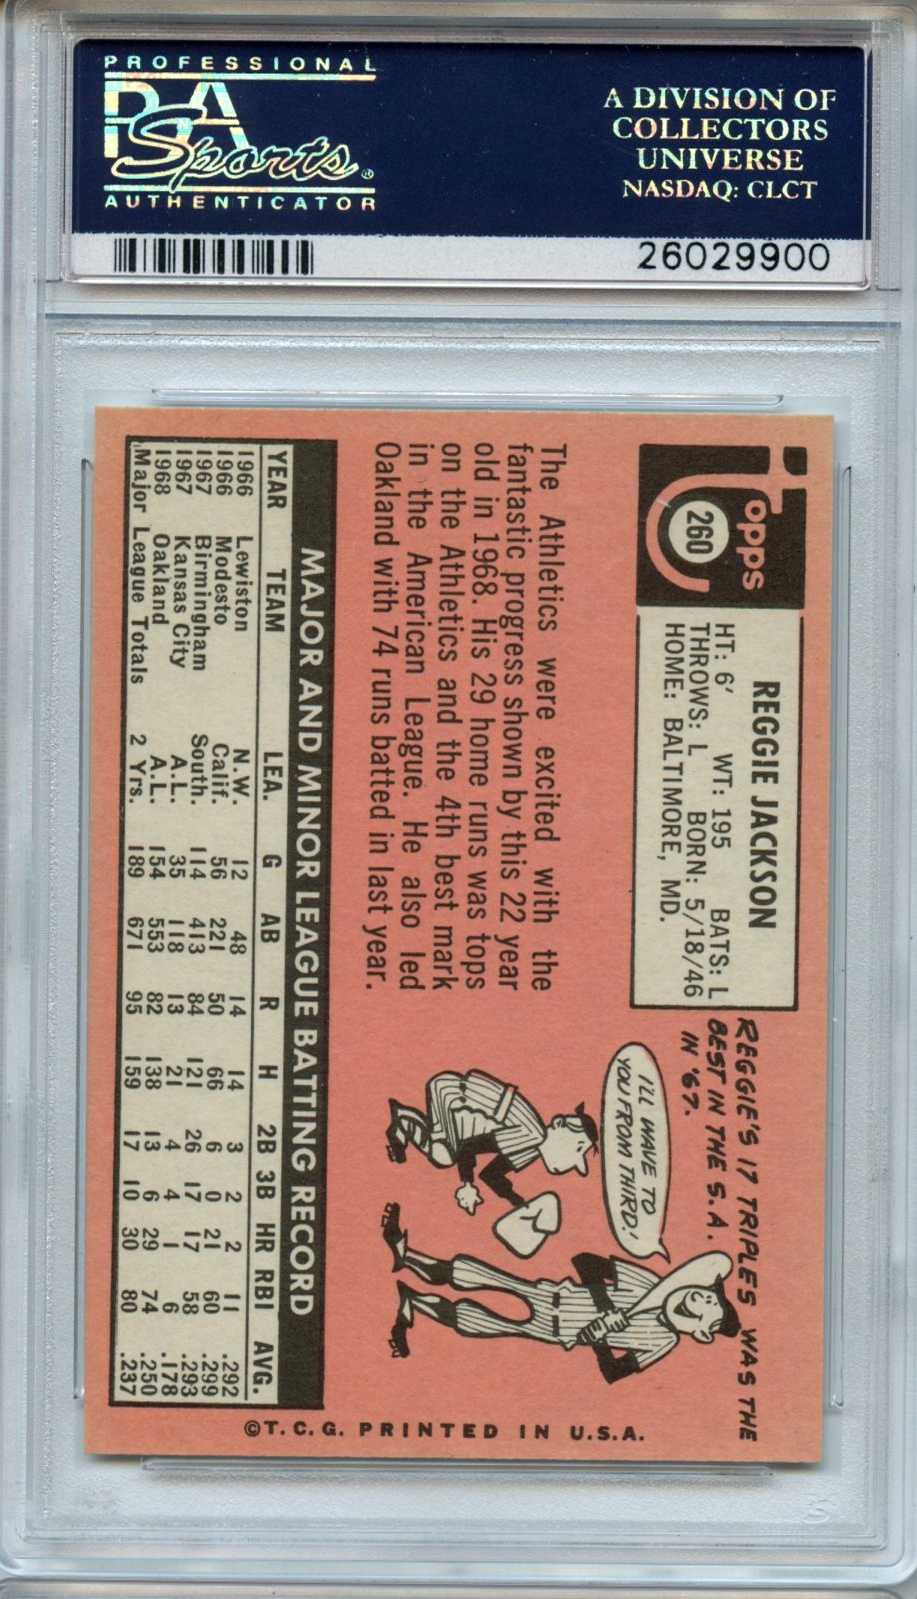 PROFESSIONAL
PSA
Sports®
AUTHENTICATOR
A DIVISION OF
COLLECTORS
UNIVERSE
NASDAQ: CLCT
26029900
Topps
260
REGGIE JACKSON
HT: 6' WT: 195 BATS: L
THROWS: L BORN: 5/18/46
HOME: BALTIMORE, MD.
REGGIE'S 17 TRIPLES WAS THE
BEST IN THE S.A.
IN '67.
I'LL WAVE TO
YOU FROM THIRD!
The Athletics were excited with the
fantastic progress shown by this 22 year
old in 1968. His 29 home runs was tops
on the Athletics and the 4th best mark
in the American League. He also led
Oakland with 74 runs batted in last year.
MAJOR AND MINOR LEAGUE BATTING RECORD
YEAR TEAM LEA. G AB R H 2B 3B HR RBI AVG.
1966 Lewiston N.W. 12 48 14 14 3 2 2 11 .292
1966 Modesto Calif. 56 221 50 66 6 0 21 60 .299
1967 Birmingham South. 114 413 84 121 26 17 17 58 .293
1967 Kansas City A.L. 35 118 13 21 4 4 1 6 .178
1968 Oakland A.L. 154 553 82 138 13 6 29 74 .250
Major League Totals 2 Yrs. 189 671 95 159 17 10 30 80 .237
©T.C.G. PRINTED IN U.S.A.